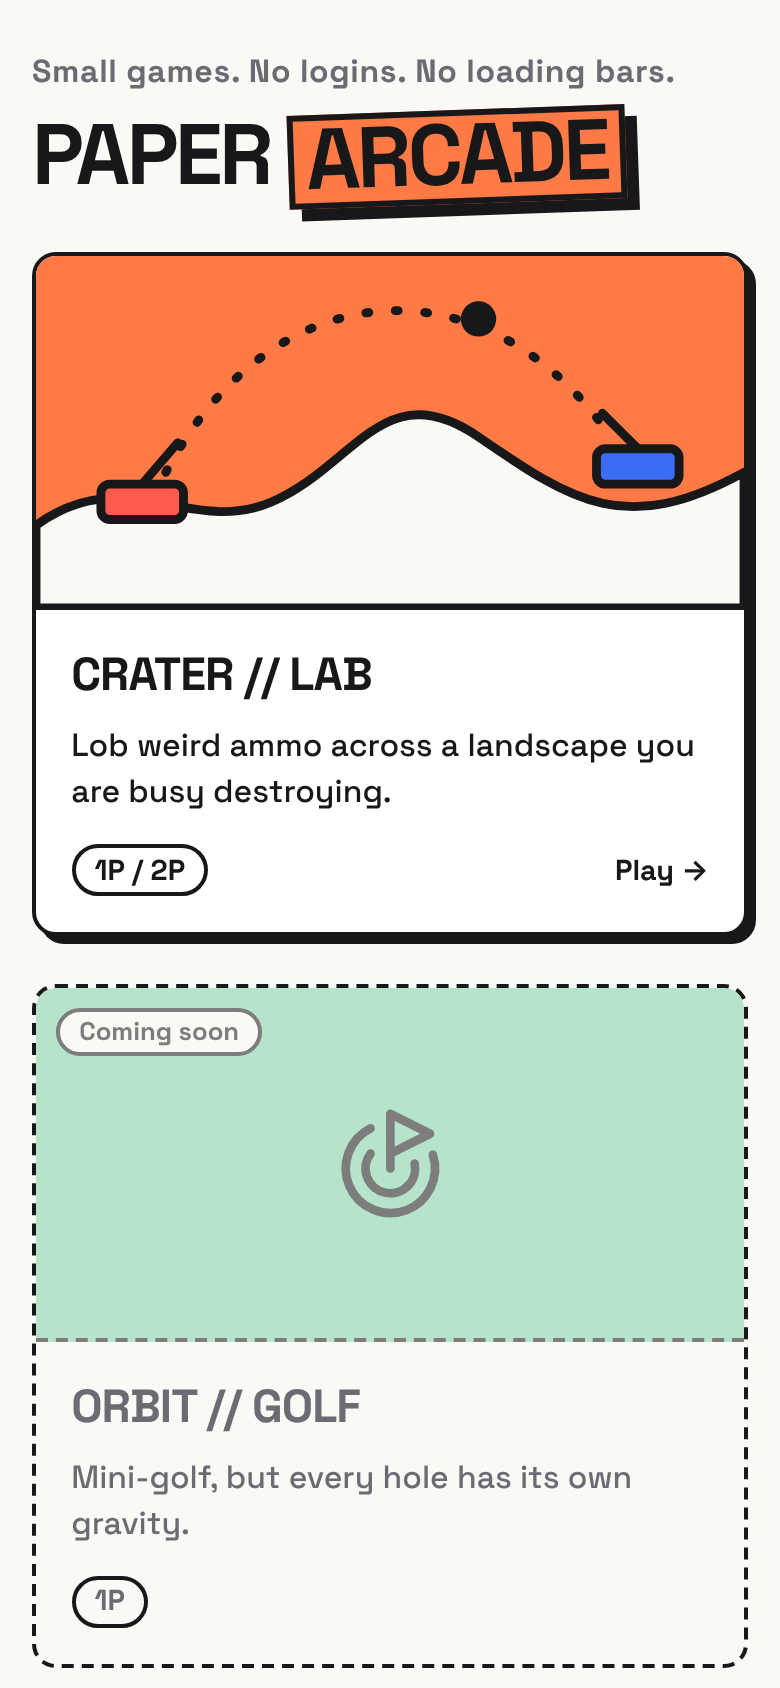 Small games. No logins. No loading bars.
PAPER ARCADE
CRATER // LAB
Lob weird ammo across a landscape you
are busy destroying.
1P / 2P
Play →
Coming soon
ORBIT // GOLF
Mini-golf, but every hole has its own
gravity.
1P